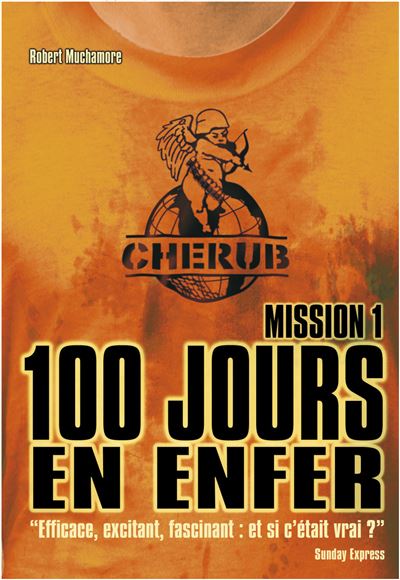 Robert Muchamore
CHERUB
MISSION 1
100 JOURS
EN ENFER
“Efficace, excitant, fascinant : et si c’était vrai ?”
Sunday Express